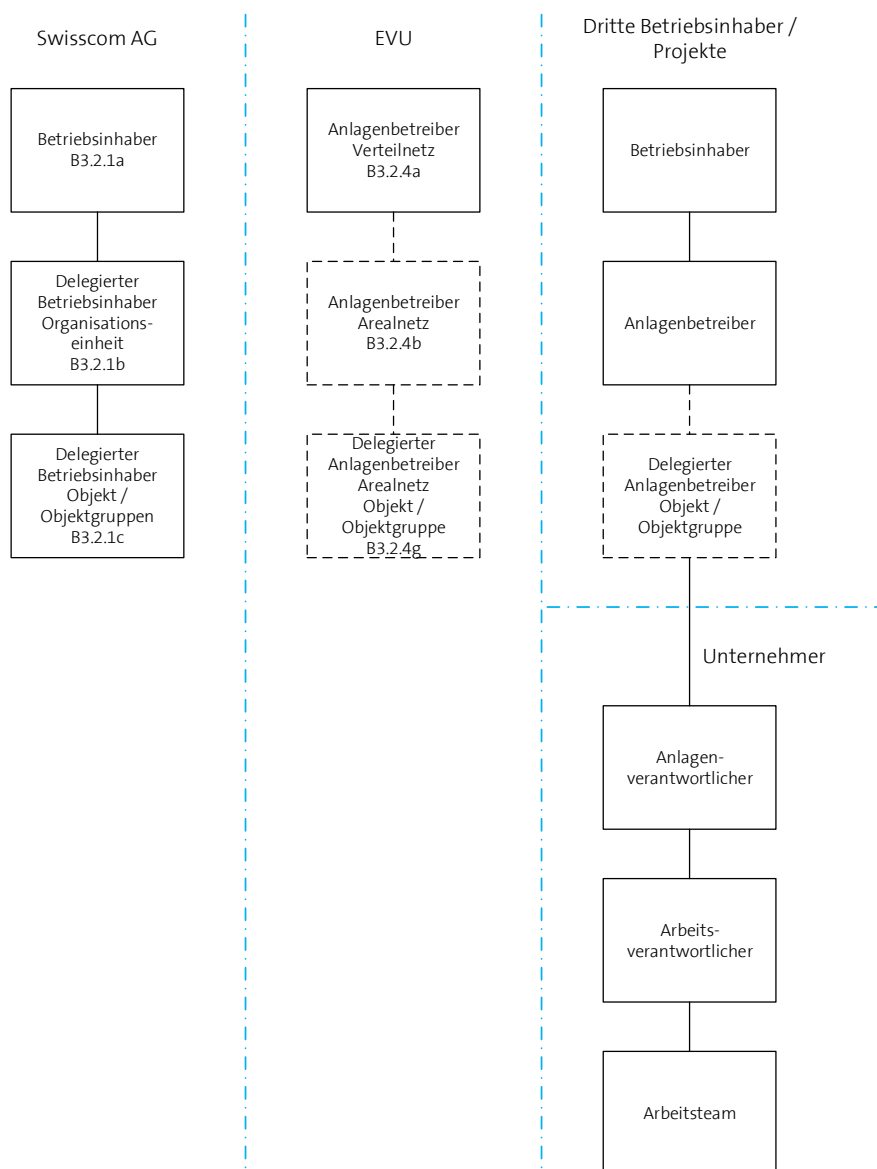 Swisscom AG
Betriebsinhaber
B3.2.1a
Delegierter
Betriebsinhaber
Organisations-
einheit
B3.2.1b
Delegierter
Betriebsinhaber
Objekt /
Objektgruppen
B3.2.1c
EVU
Anlagenbetreiber
Verteilnetz
B3.2.4a
Anlagenbetreiber
Arealnetz
B3.2.4b
Delegierter
Anlagenbetreiber
Arealnetz
Objekt /
Objektgruppe
B3.2.4g
Dritte Betriebsinhaber /
Projekte
Betriebsinhaber
Anlagenbetreiber
Delegierter
Anlagenbetreiber
Objekt /
Objektgruppe
Unternehmer
Anlagen-
verantwortlicher
Arbeits-
verantwortlicher
Arbeitsteam